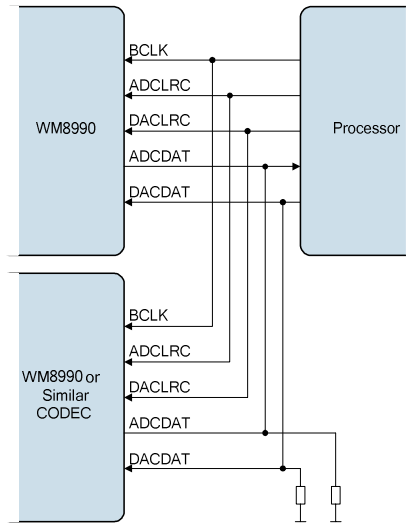 BCLK
ADCLRC
DACLRC
ADCDAT
DACDAT
WM8990
Processor
BCLK
ADCLRC
DACLRC
ADCDAT
DACDAT
WM8990 or
Similar
CODEC